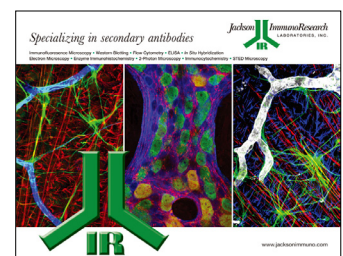 Specializing in secondary antibodies
Jackson ImmunoResearch
LABORATORIES, INC.
IR
Immunofluorescence Microscopy • Western Blotting • Flow Cytometry • ELISA • In Situ Hybridization
Electron Microscopy • Enzyme Immunohistochemistry • 2-Photon Microscopy • Immunocytochemistry • STED Microscopy
IR
www.jacksonimmuno.com